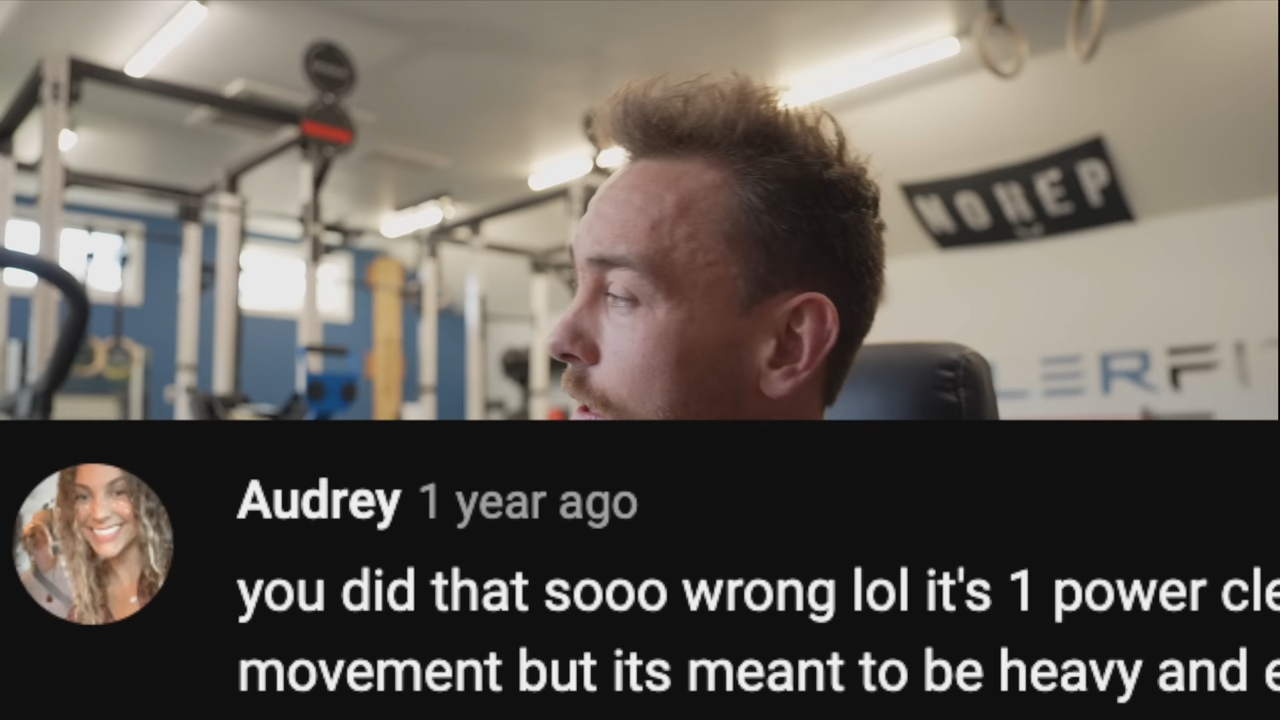 NOREP
LERFI
Audrey 1 year ago
you did that sooo wrong lol it's 1 power cle
movement but its meant to be heavy and e